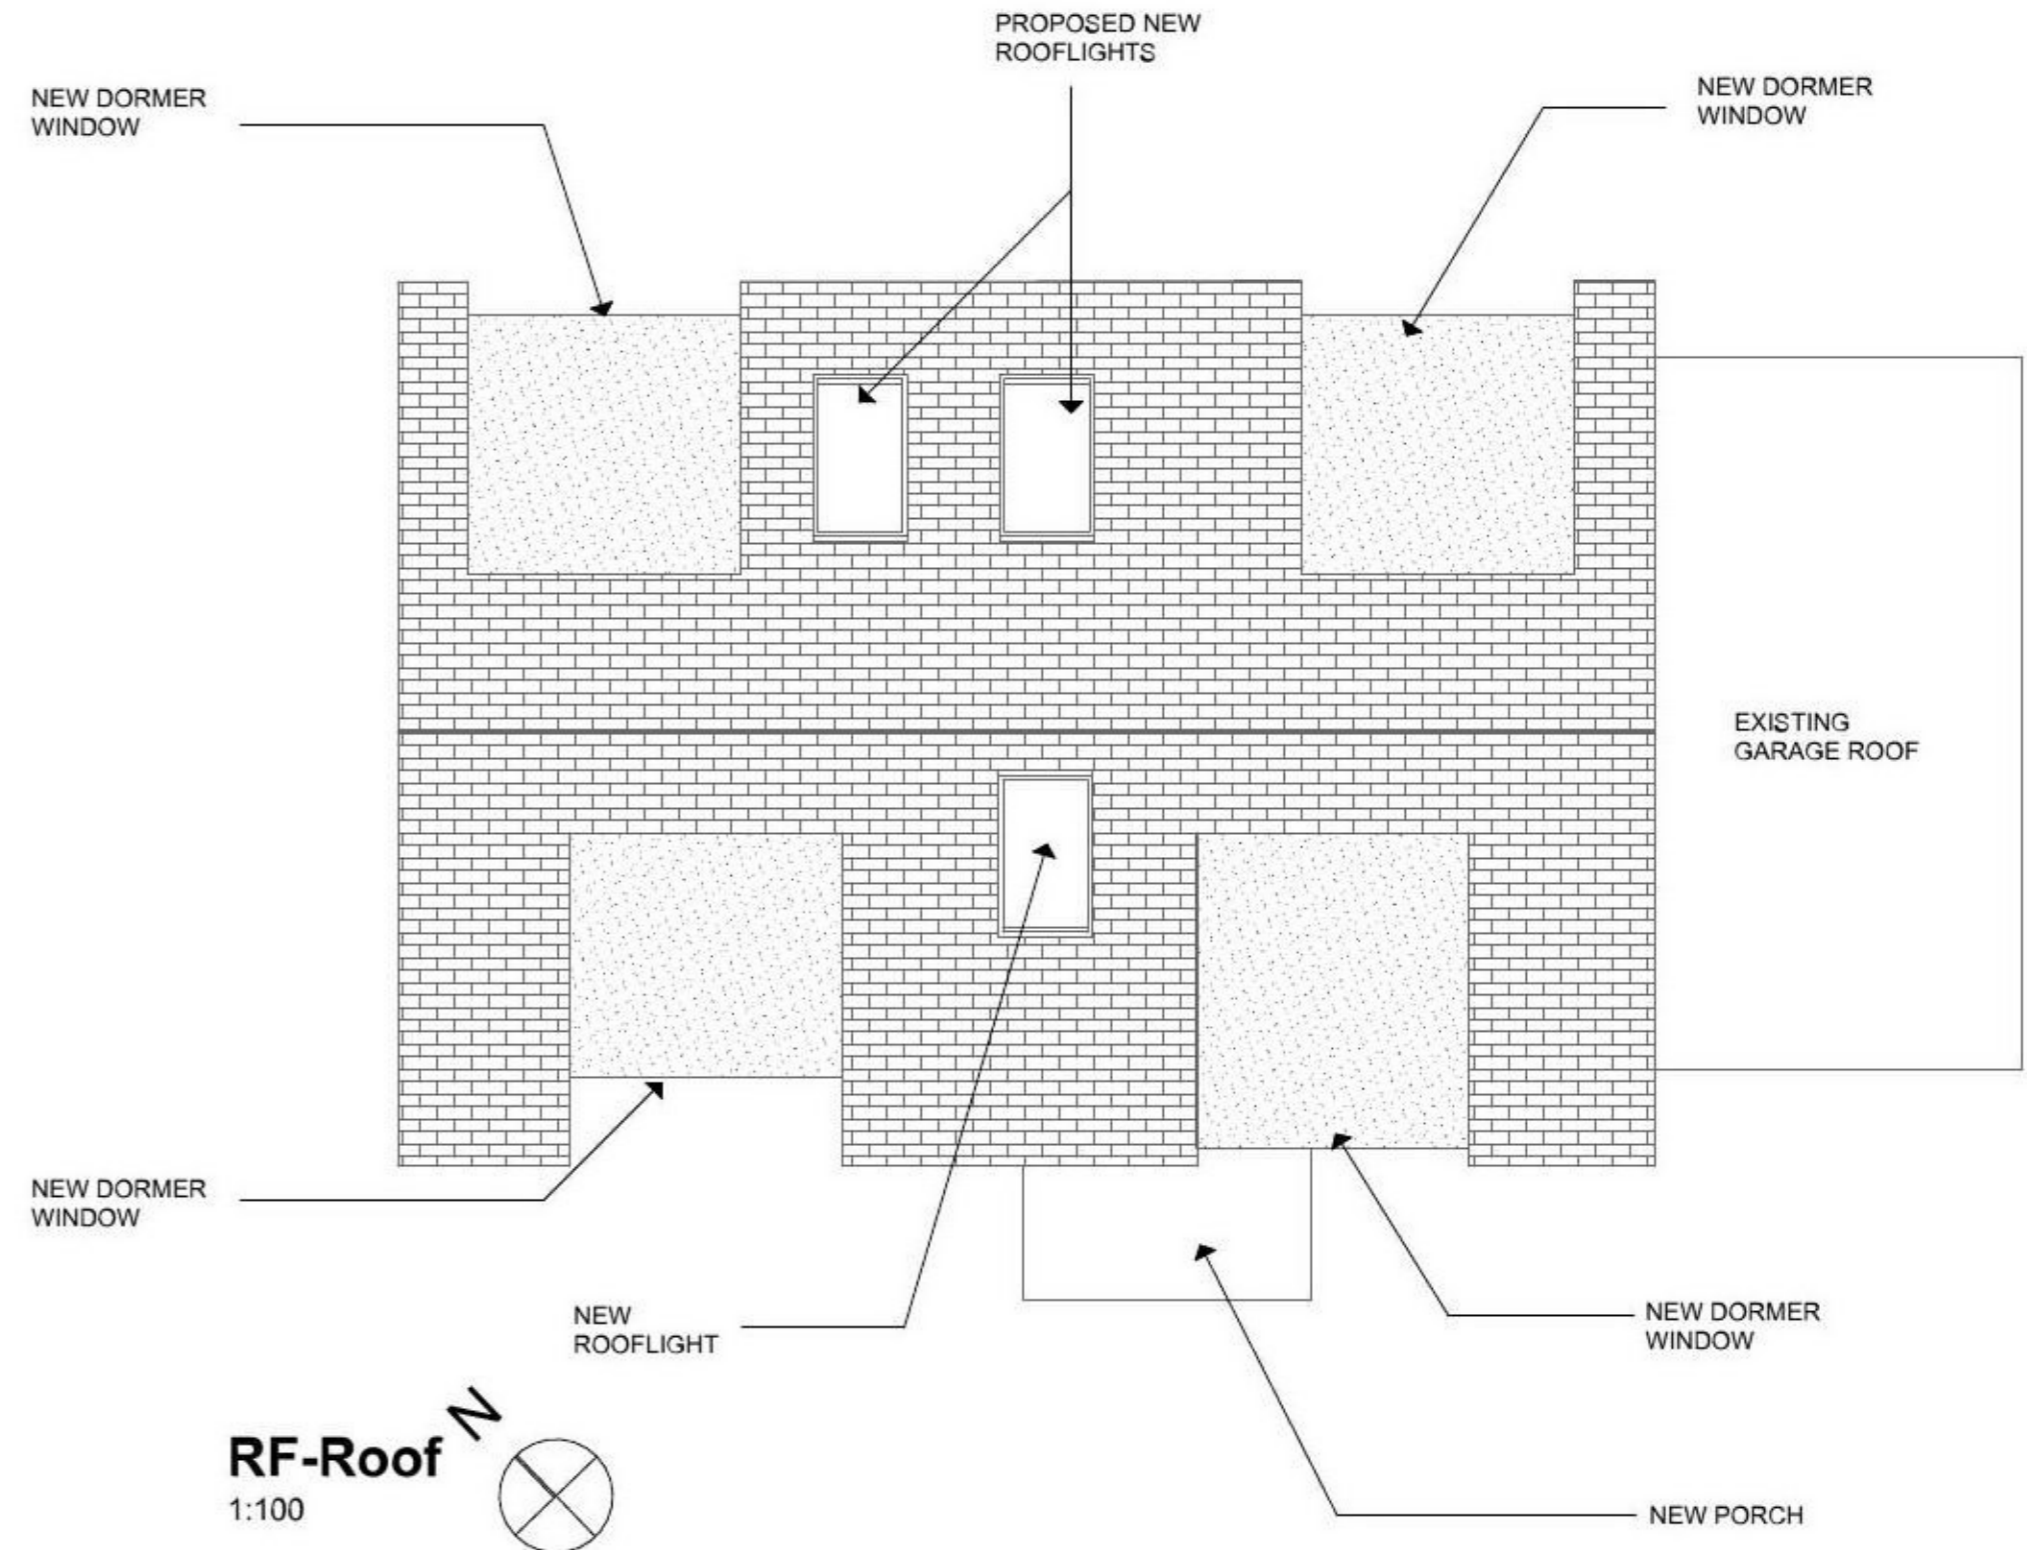 PROPOSED NEW
ROOFLIGHTS
NEW DORMER
WINDOW
NEW DORMER
WINDOW
EXISTING
GARAGE ROOF
NEW DORMER
WINDOW
NEW
ROOFLIGHT
NEW DORMER
WINDOW
N
RF-Roof
1:100
NEW PORCH